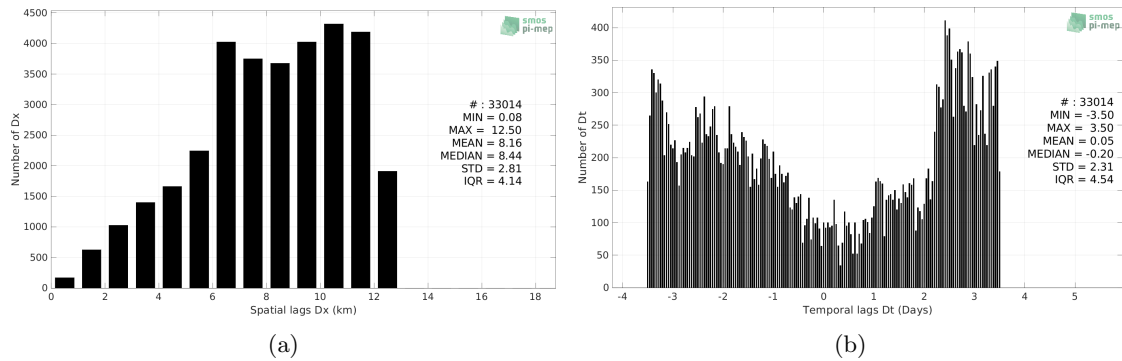 4500
4000
3500
3000
2500
2000
1500
1000
500
0
Number of Dx
smos
pi-mep
# : 33014
MIN = 0.08
MAX = 12.50
MEAN = 8.16
MEDIAN = 8.44
STD = 2.81
IQR = 4.14
0 2 4 6 8 10 12 14 16 18
Spatial lags Dx (km)
(a)
400
350
300
250
200
150
100
50
0
Number of Dt
smos
pi-mep
# : 33014
MIN = -3.50
MAX = 3.50
MEAN = 0.05
MEDIAN = -0.20
STD = 2.31
IQR = 4.54
-4 -3 -2 -1 0 1 2 3 4 5
Temporal lags Dt (Days)
(b)